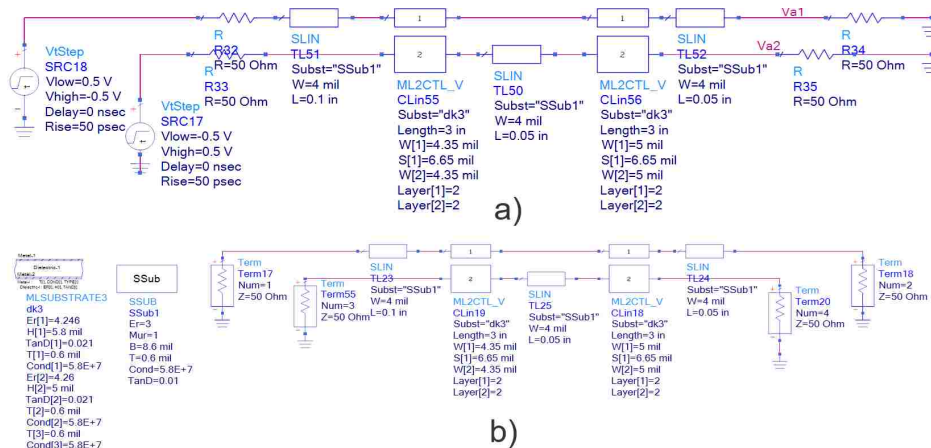 Va1
1
1
R
R32
R=50 Ohm
SLIN
TL51
Subst="SSub1"
W=4 mil
L=0.1 in
SLIN
TL52
Subst="SSub1"
W=4 mil
L=0.05 in
R
R34
R=50 Ohm
VtStep
SRC18
Vlow=0.5 V
Vhigh=-0.5 V
Delay=0 nsec
Rise=50 psec
Va2
R
R33
R=50 Ohm
2
ML2CTL_V
CLin55
Subst="dk3"
Length=3 in
W[1]=4.35 mil
S[1]=6.65 mil
W[2]=4.35 mil
Layer[1]=2
Layer[2]=2
SLIN
TL50
Subst="SSub1"
W=4 mil
L=0.05 in
2
ML2CTL_V
CLin56
Subst="dk3"
Length=3 in
W[1]=5 mil
S[1]=6.65 mil
W[2]=5 mil
Layer[1]=2
Layer[2]=2
R
R35
R=50 Ohm
VtStep
SRC17
Vlow=-0.5 V
Vhigh=0.5 V
Delay=0 nsec
Rise=50 psec
a)
Dielectric-1
MLSUBSTRATE3
dk3
Er[1]=4.246
H[1]=5.8 mil
TanD[1]=0.021
T[1]=0.6 mil
Cond[1]=5.8E+7
Er[2]=4.26
H[2]=5 mil
TanD[2]=0.021
T[2]=0.6 mil
Cond[2]=5.8E+7
T[3]=0.6 mil
Cond[3]=5.8E+7
SSub
SSUB
SSub1
Er=3
Mur=1
B=8.6 mil
T=0.6 mil
Cond=5.8E+7
TanD=0.01
Term
Term17
Num=1
Z=50 Ohm
Term
Term55
Num=3
Z=50 Ohm
SLIN
TL23
Subst="SSub1"
W=4 mil
L=0.1 in
1
2
ML2CTL_V
CLin19
Subst="dk3"
Length=3 in
W[1]=4.35 mil
S[1]=6.65 mil
W[2]=4.35 mil
Layer[1]=2
Layer[2]=2
SLIN
TL25
Subst="SSub1"
W=4 mil
L=0.05 in
1
2
ML2CTL_V
CLin18
Subst="dk3"
Length=3 in
W[1]=5 mil
S[1]=6.65 mil
W[2]=5 mil
Layer[1]=2
Layer[2]=2
SLIN
TL24
Subst="SSub1"
W=4 mil
L=0.05 in
Term
Term20
Num=4
Z=50 Ohm
Term
Term18
Num=2
Z=50 Ohm
b)